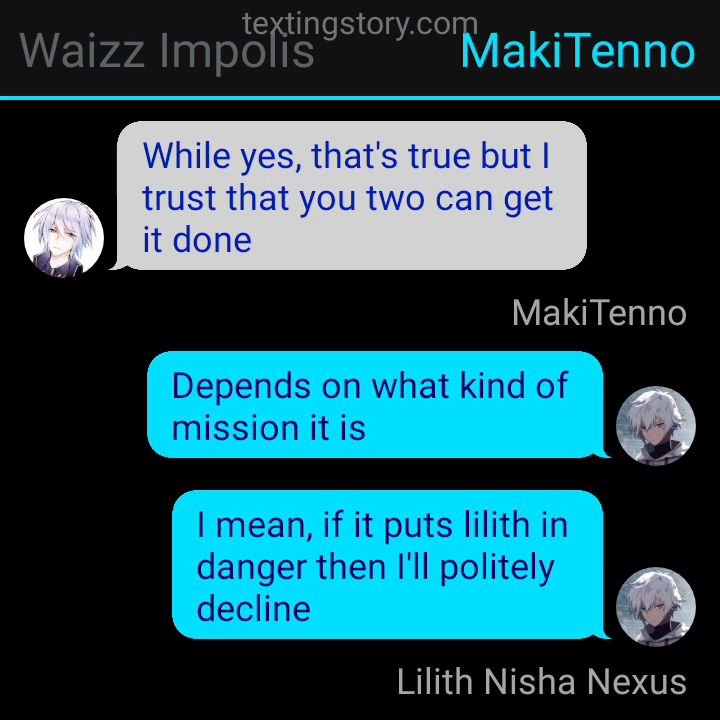 textingstory.com
Waizz Impolis
MakiTenno
While yes, that's true but I
trust that you two can get
it done
MakiTenno
Depends on what kind of
mission it is
I mean, if it puts lilith in
danger then I'll politely
decline
Lilith Nisha Nexus